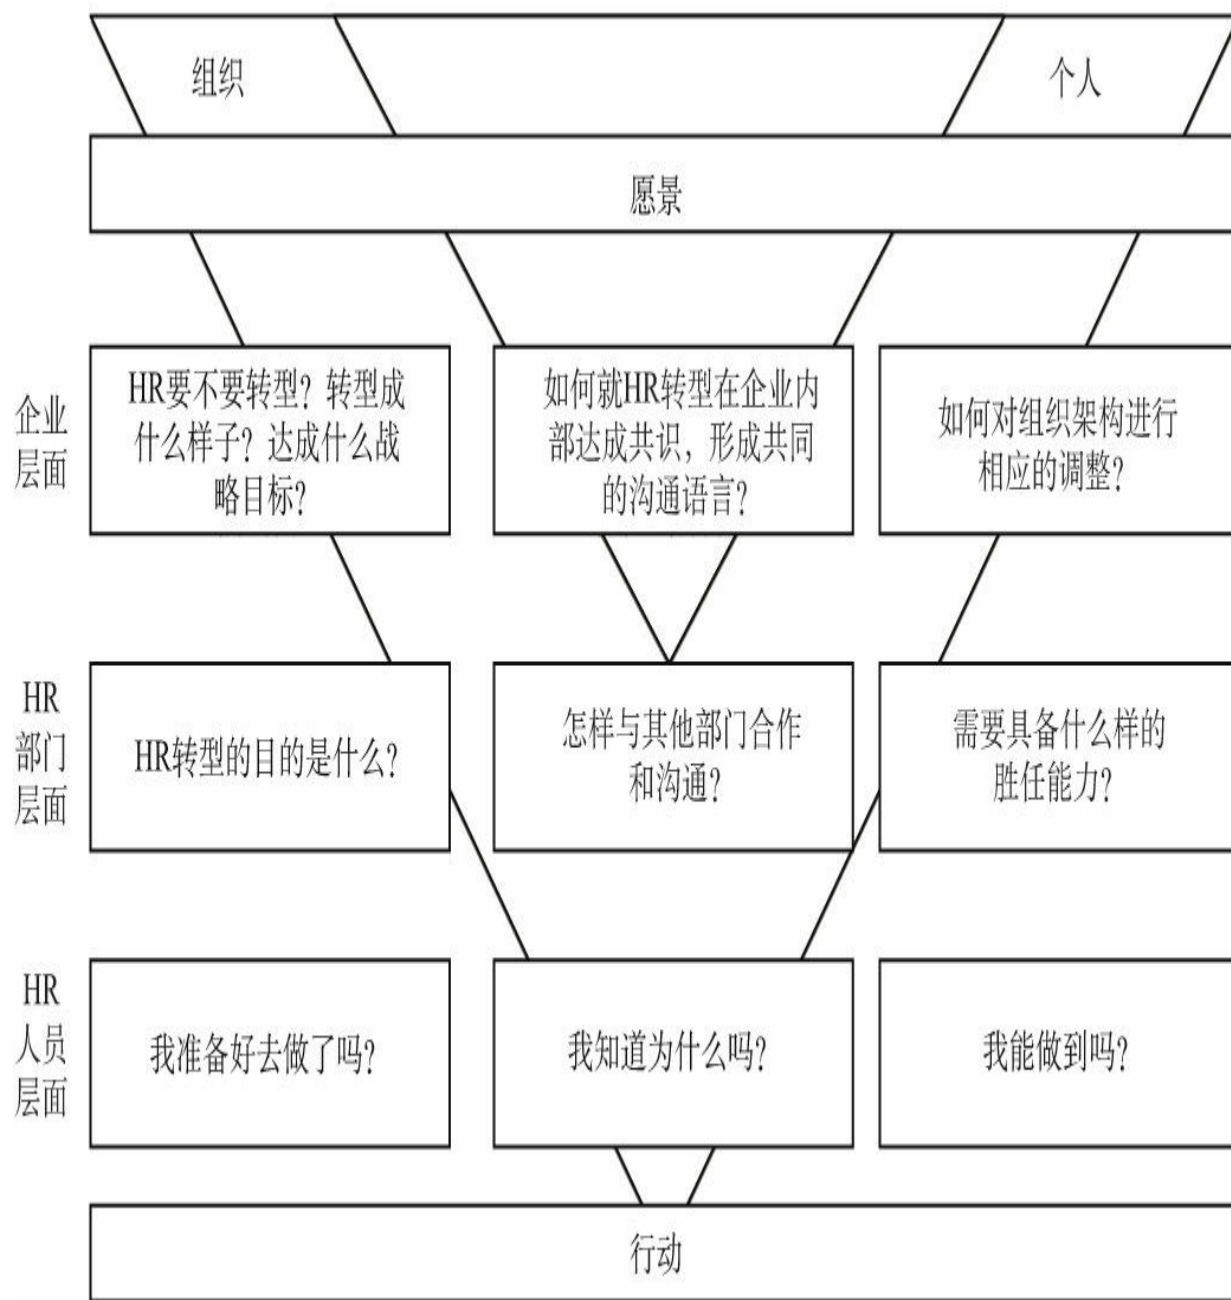 组织
个人
愿景
企业
层面
HR要不要转型？转型成
什么样子？达成什么战
略目标？
如何就HR转型在企业内
部达成共识，形成共同
的沟通语言？
如何对组织架构进行
相应的调整？
HR
部门
层面
HR转型的目的是什么？
怎样与其他部门合作
和沟通？
需要具备什么样的
胜任能力？
HR
人员
层面
我准备好去做了吗？
我知道为什么吗？
我能做到吗？
行动